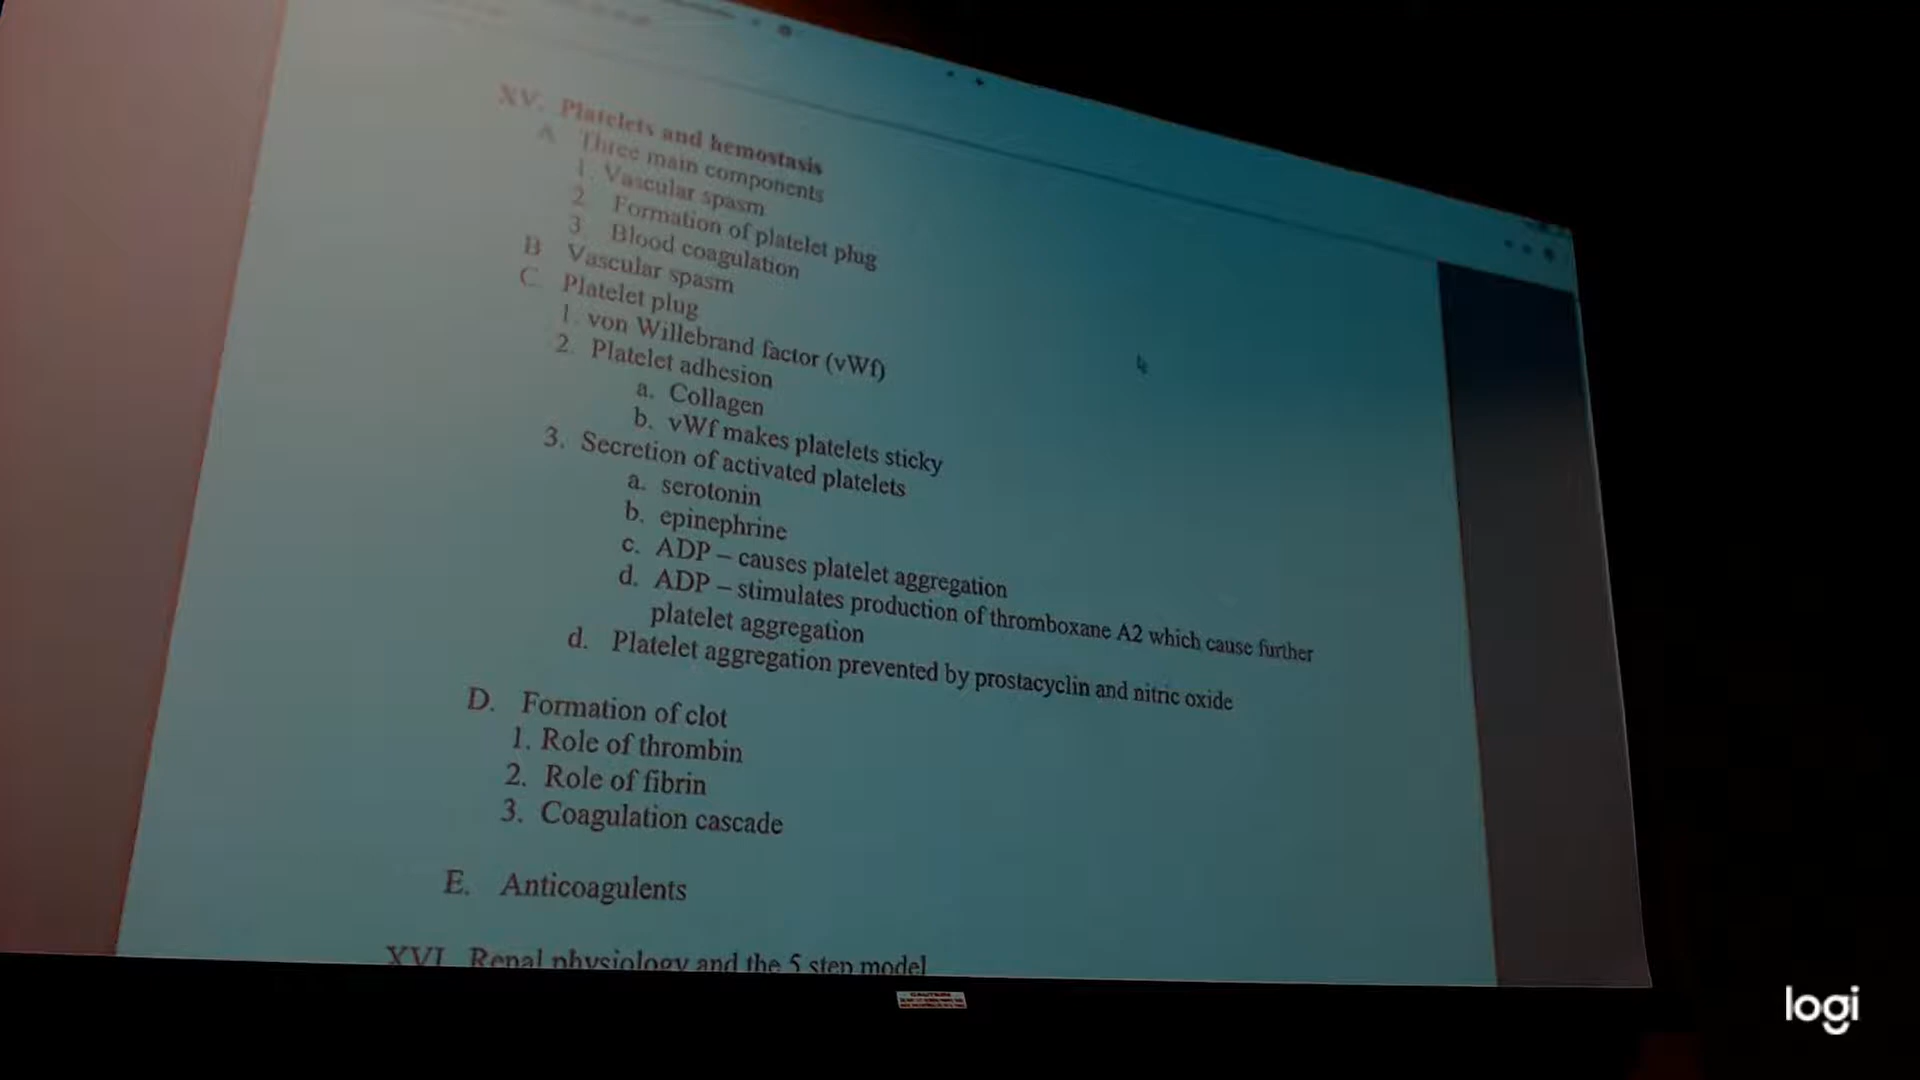 XV. Platelets and hemostasis
A Three main components
1. Vascular spasm
2. Formation of platelet plug
3. Blood coagulation
B Vascular spasm
C. Platelet plug
1. von Willebrand factor (vWf)
2. Platelet adhesion
a. Collagen
b. vWf makes platelets sticky
3. Secretion of activated platelets
a. serotonin
b. epinephrine
c. ADP – causes platelet aggregation
d. ADP – stimulates production of thromboxane A2 which cause further
platelet aggregation
d. Platelet aggregation prevented by prostacyclin and nitric oxide
D. Formation of clot
1. Role of thrombin
2. Role of fibrin
3. Coagulation cascade
E. Anticoagulents
XVI Renal physiology and the 5 step model
CAUTION
logi